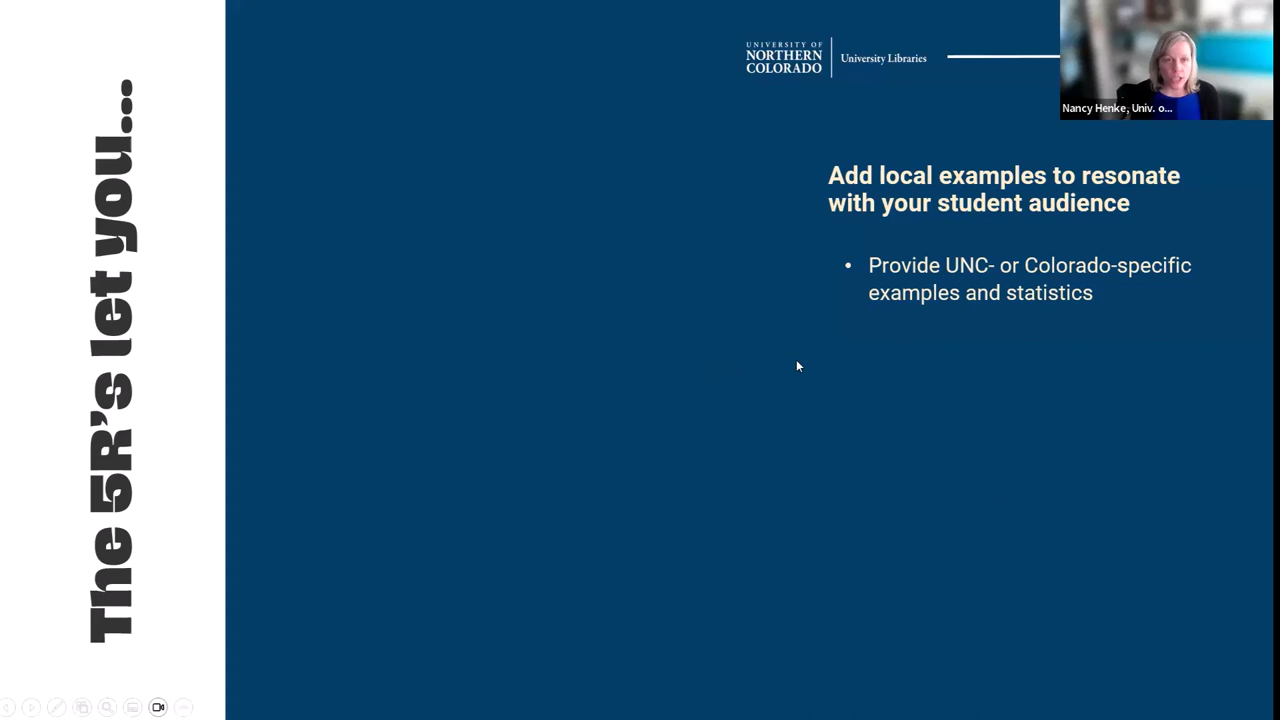 The 5R’s let you...
UNIVERSITY OF
NORTHERN
COLORADO
University Libraries
Nancy Henke, Univ. o...
Add local examples to resonate
with your student audience
• Provide UNC- or Colorado-specific
examples and statistics